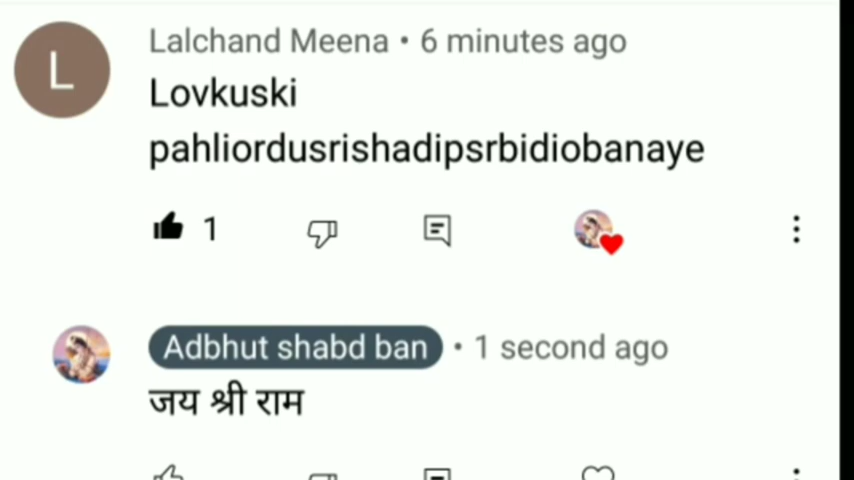 L
Lalchand Meena • 6 minutes ago
Lovkuski
pahliordusrishadipsrbidiobanaye
1
Adbhut shabd ban • 1 second ago
जय श्री राम